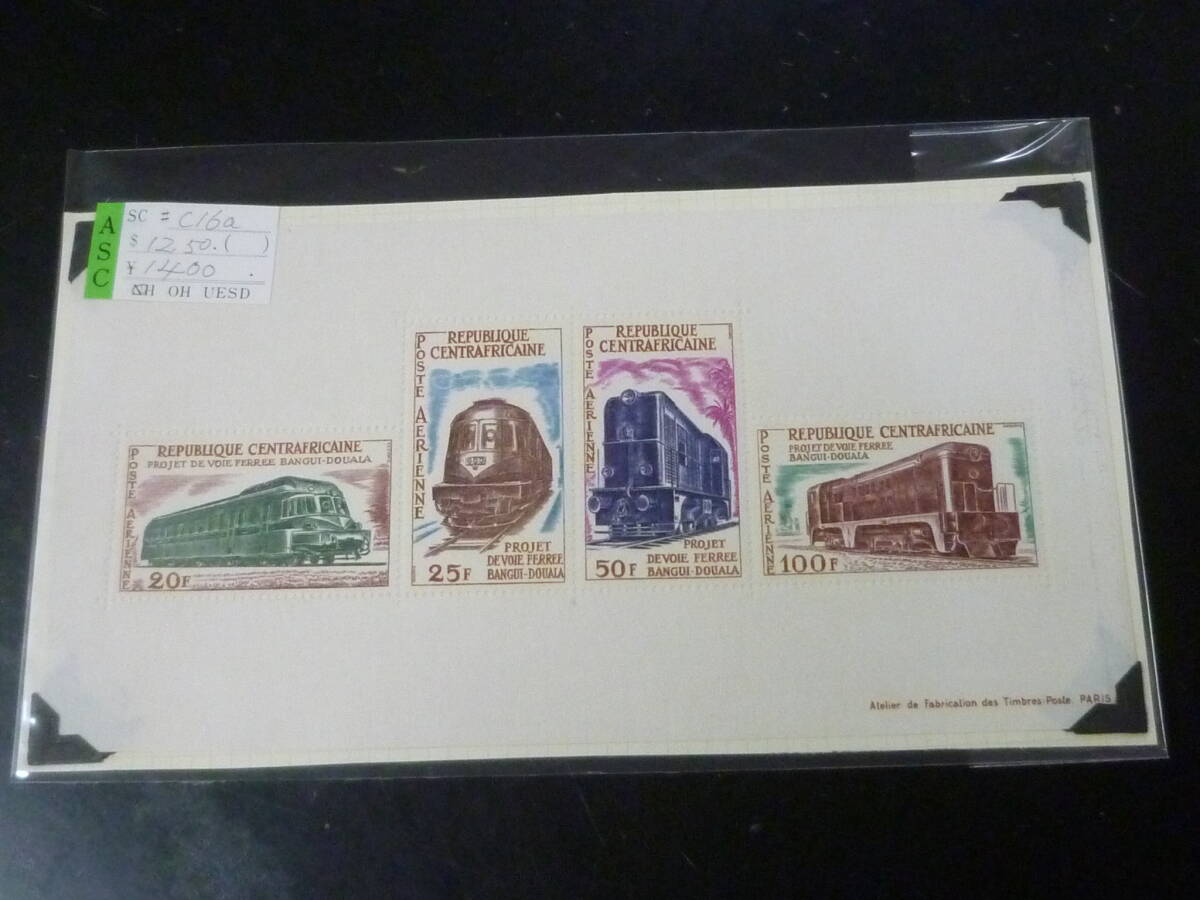 ASC
SC = C16a
$ 12 50. ( )
¥ 1400 .
NH OH UESD
REPUBLIQUE CENTRAFRICAINE
PROJET DE VOIE FERREE BANGUI-DOUALA
POSTE AERIENNE
20F
REPUBLIQUE
CENTRAFRICAINE
POSTE AERIENNE
25F
PROJET
DE VOIE FERREE
BANGUI-DOUALA
REPUBLIQUE
CENTRAFRICAINE
POSTE AERIENNE
50F
PROJET
DE VOIE FERREE
BANGUI-DOUALA
REPUBLIQUE CENTRAFRICAINE
PROJET DE VOIE FERREE
BANGUI-DOUALA
POSTE AERIENNE
100F
Atelier de Fabrication des Timbres-Poste. PARIS